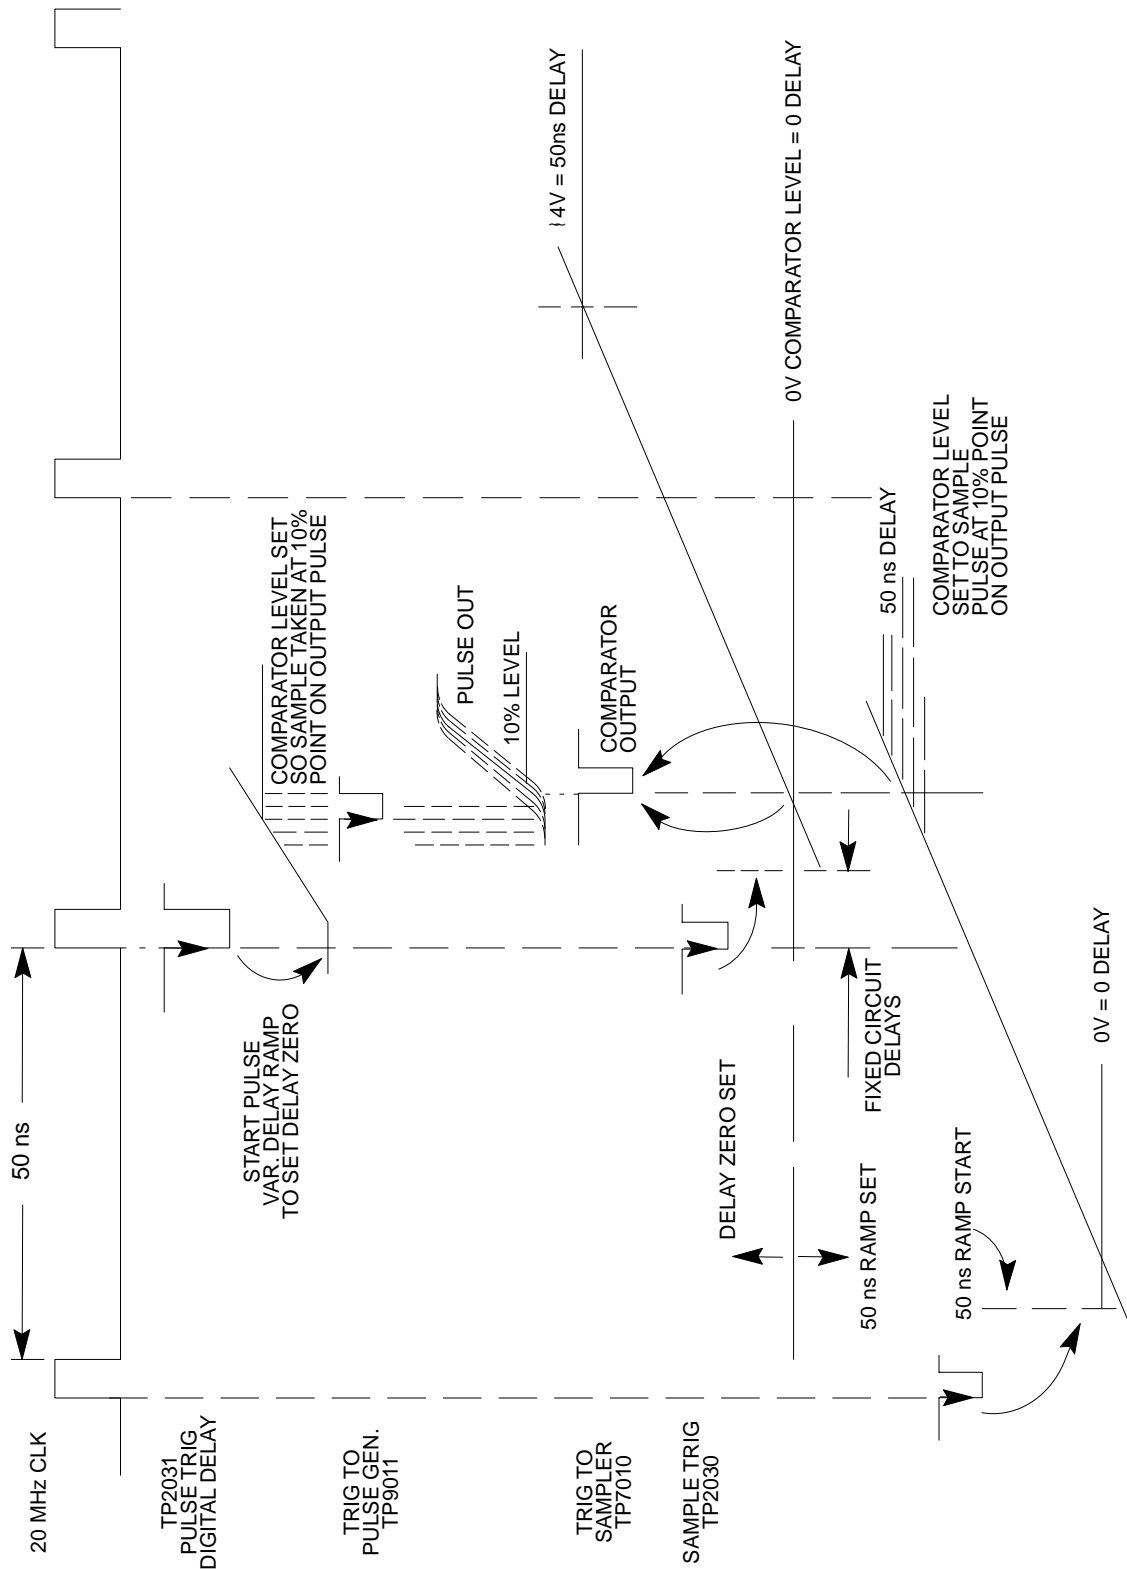 20 MHz CLK
50 ns
TP2031
PULSE TRIG
DIGITAL DELAY
START PULSE
VAR. DELAY RAMP
TO SET DELAY ZERO
COMPARATOR LEVEL SET
SO SAMPLE TAKEN AT 10%
POINT ON OUTPUT PULSE
TRIG TO
PULSE GEN.
TP9011
PULSE OUT
10% LEVEL
TRIG TO
SAMPLER
TP7010
COMPARATOR
OUTPUT
≀4V = 50ns DELAY
SAMPLE TRIG
TP2030
DELAY ZERO SET
0V COMPARATOR LEVEL = 0 DELAY
50 ns RAMP SET
FIXED CIRCUIT
DELAYS
50 ns DELAY
COMPARATOR LEVEL
SET TO SAMPLE
PULSE AT 10% POINT
ON OUTPUT PULSE
50 ns RAMP START
0V = 0 DELAY